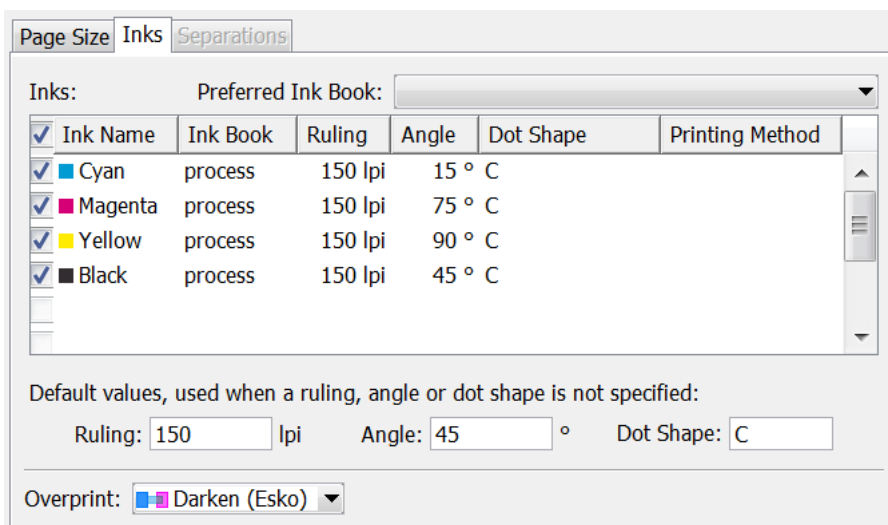 Page Size Inks Separations
Inks: Preferred Ink Book:
Ink Name Ink Book Ruling Angle Dot Shape Printing Method
Cyan process 150 lpi 15 ° C
Magenta process 150 lpi 75 ° C
Yellow process 150 lpi 90 ° C
Black process 150 lpi 45 ° C
Default values, used when a ruling, angle or dot shape is not specified:
Ruling: 150 lpi Angle: 45 ° Dot Shape: C
Overprint: Darken (Esko)